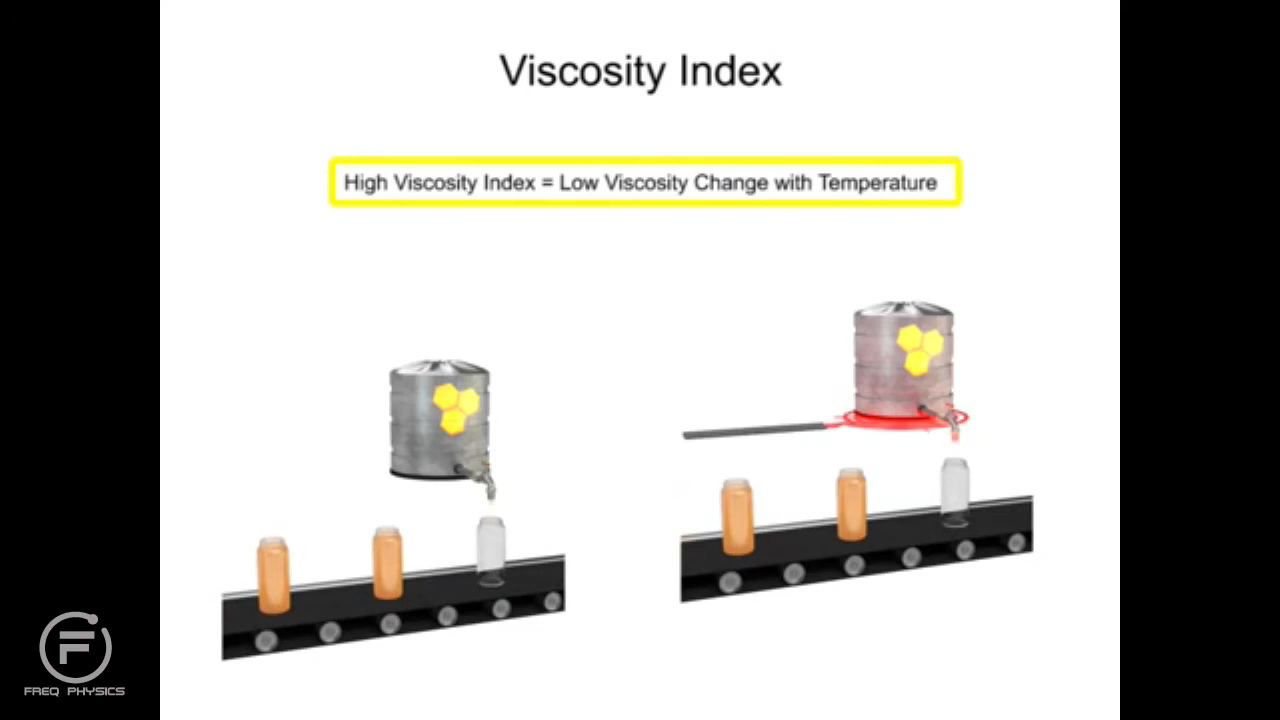 Viscosity Index
High Viscosity Index = Low Viscosity Change with Temperature
FREQ PHYSICS